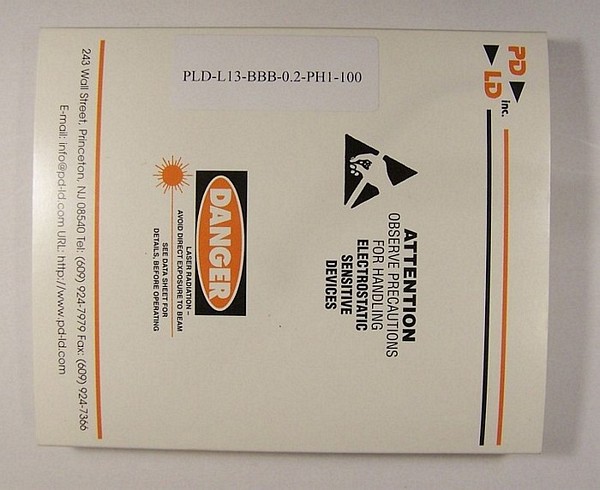 PLD-L13-BBB-0.2-PH1-100
PD
LD inc.
ATTENTION
OBSERVE PRECAUTIONS
FOR HANDLING
ELECTROSTATIC
SENSITIVE
DEVICES
DANGER
LASER RADIATION –
AVOID DIRECT EXPOSURE TO BEAM
SEE DATA SHEET FOR
DETAILS, BEFORE OPERATING
243 Wall Street, Princeton, NJ 08540 Tel: (609) 924-7979 Fax: (609) 924-7366
E-mail: info@pd-ld.com URL: http://www.pd-ld.com